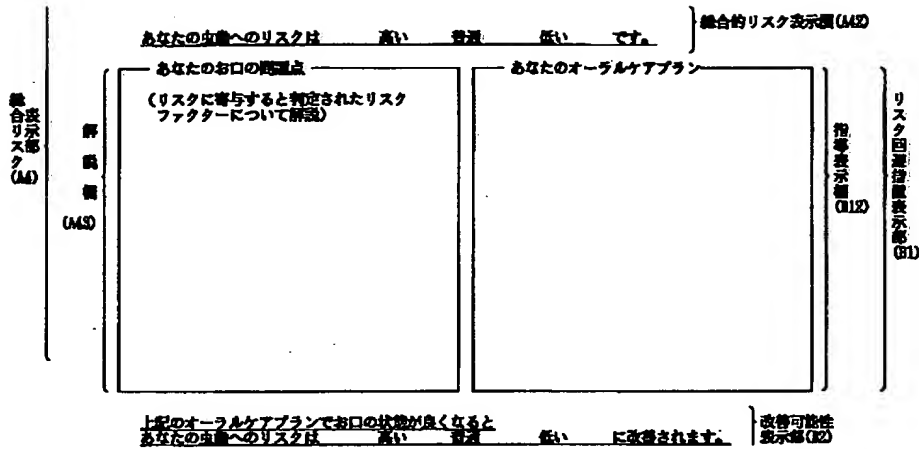 あなたの虫歯へのリスクは 高い 普通 低い です。
総合的リスク表示欄(A42)
あなたのお口の問題点
(リスクに寄与すると判定されたリスク
ファクターについて解説)
あなたのオーラルケアプラン
総合リスク
表示部
(A4)
解説欄
(A43)
指導表示欄
(B12)
リスク回避措置表示部
(B1)
上記のオーラルケアプランでお口の状態が良くなると
あなたの虫歯へのリスクは 高い 普通 低い に改善されます。
改善可能性
表示部(B2)